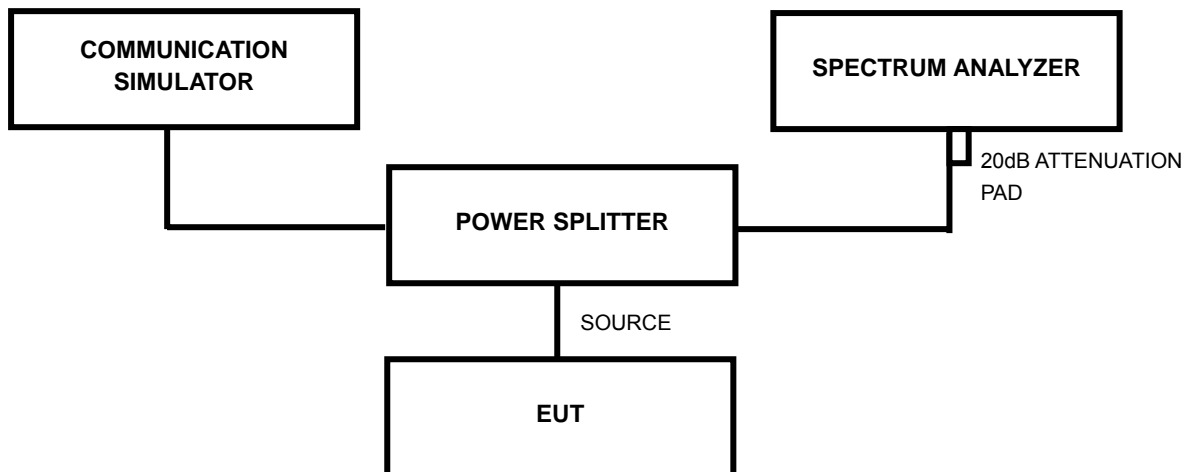 COMMUNICATION
SIMULATOR
SPECTRUM ANALYZER
20dB ATTENUATION
PAD
POWER SPLITTER
SOURCE
EUT